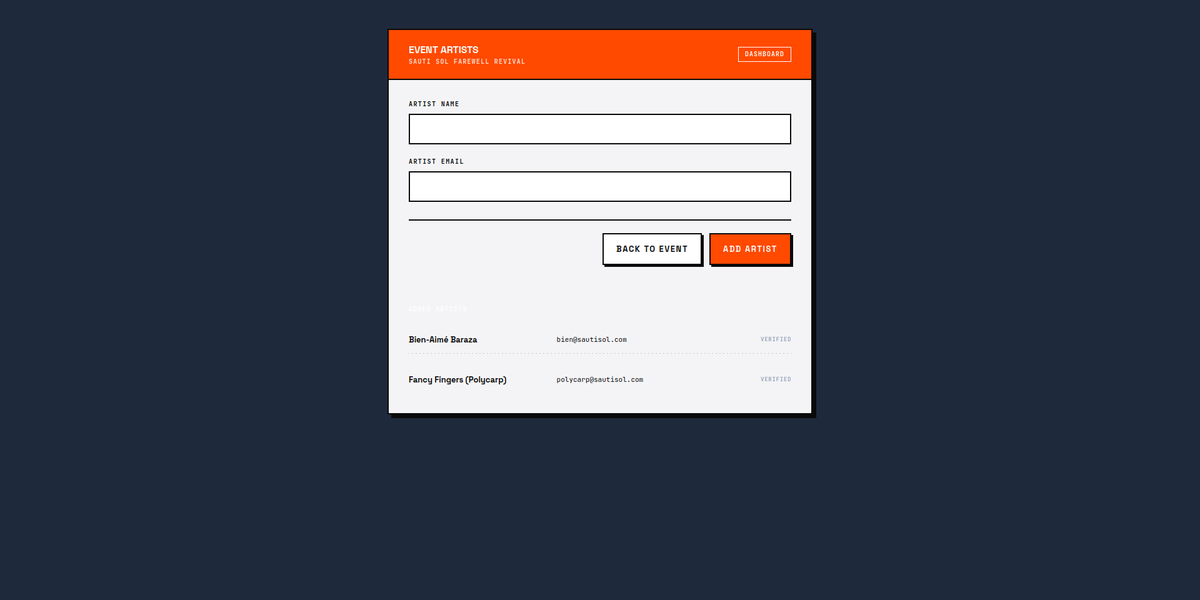 EVENT ARTISTS
SAUTI SOL FAREWELL REVIVAL
DASHBOARD
ARTIST NAME
ARTIST EMAIL
BACK TO EVENT
ADD ARTIST
ARTISTS
Bien-Aimé Baraza bien@sautisol.com VERIFIED
Fancy Fingers (Polycarp) polycarp@sautisol.com VERIFIED